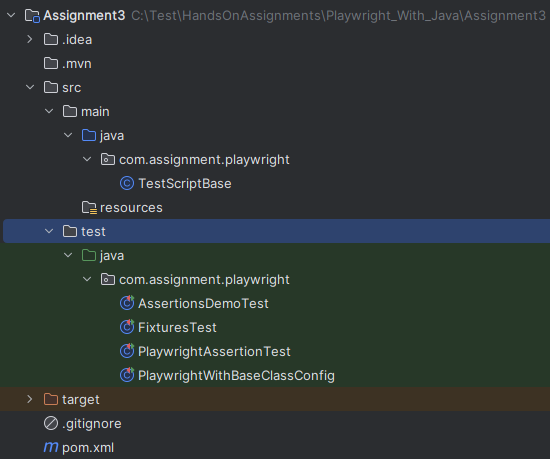 Assignment3 C:\Test\HandsOnAssignments\Playwright_With_Java\Assignment3
.idea
.mvn
src
main
java
com.assignment.playwright
TestScriptBase
resources
test
java
com.assignment.playwright
AssertionsDemoTest
FixturesTest
PlaywrightAssertionTest
PlaywrightWithBaseClassConfig
target
.gitignore
pom.xml